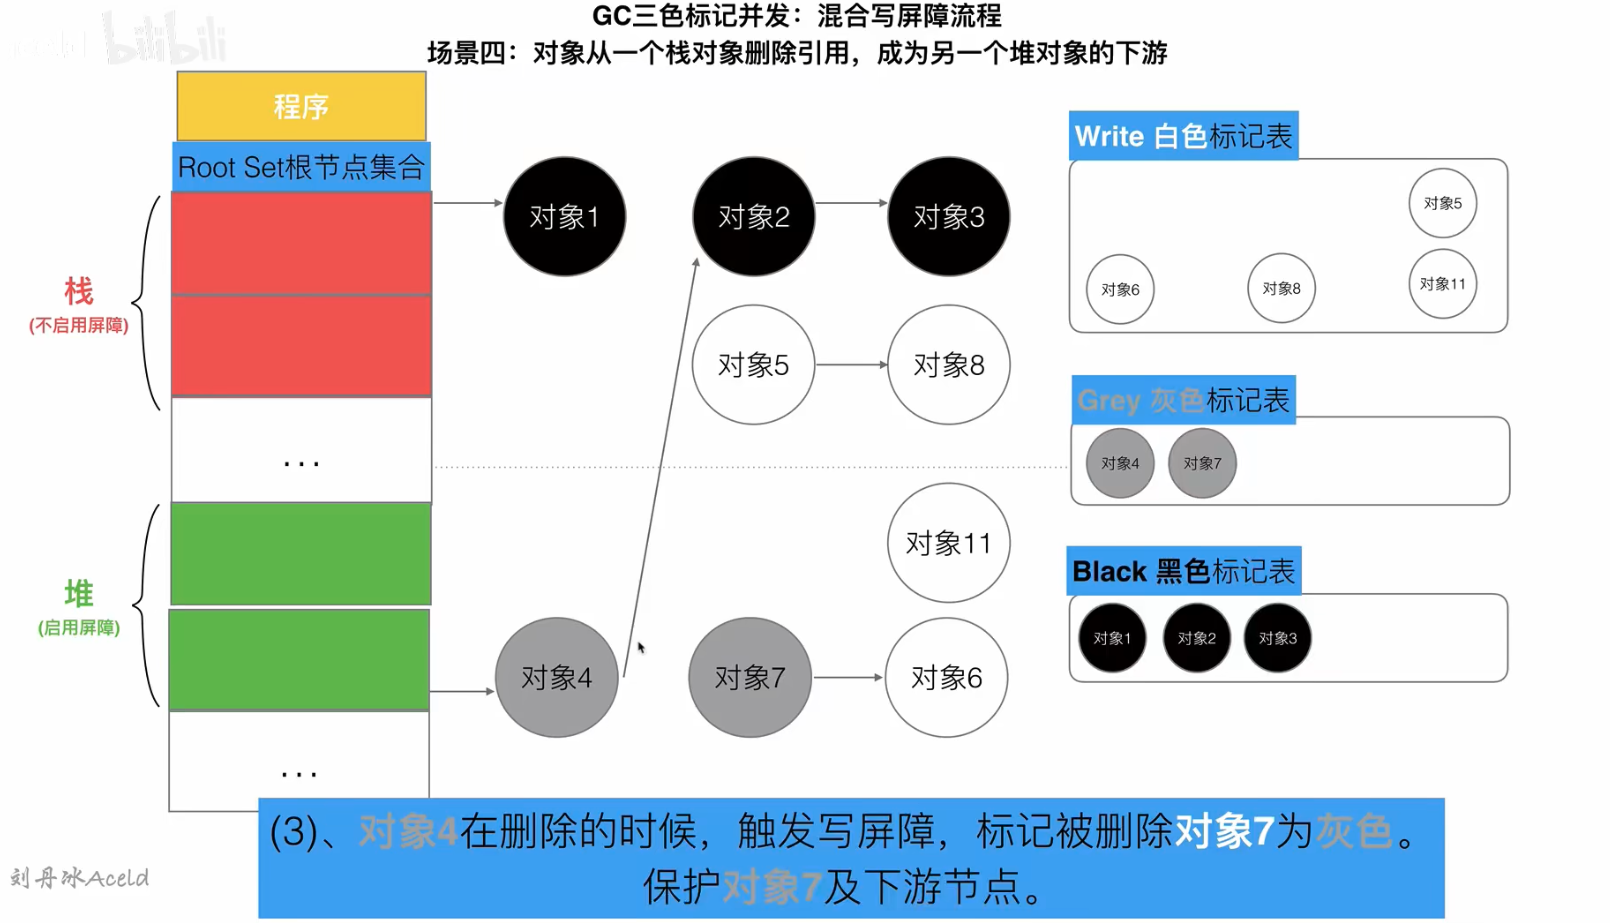 GC三色标记并发：混合写屏障流程
场景四：对象从一个栈对象删除引用，成为另一个堆对象的下游
bilibili
程序
Root Set根节点集合
栈
(不启用屏障)
...
堆
(启用屏障)
...
对象1
对象2
对象3
对象5
对象8
对象11
对象4
对象7
对象6
Write 白色标记表
对象5
对象6
对象8
对象11
Grey 灰色标记表
对象4
对象7
Black 黑色标记表
对象1
对象2
对象3
(3)、对象4在删除的时候，触发写屏障，标记被删除对象7为灰色。
保护对象7及下游节点。
刘丹冰Aceld